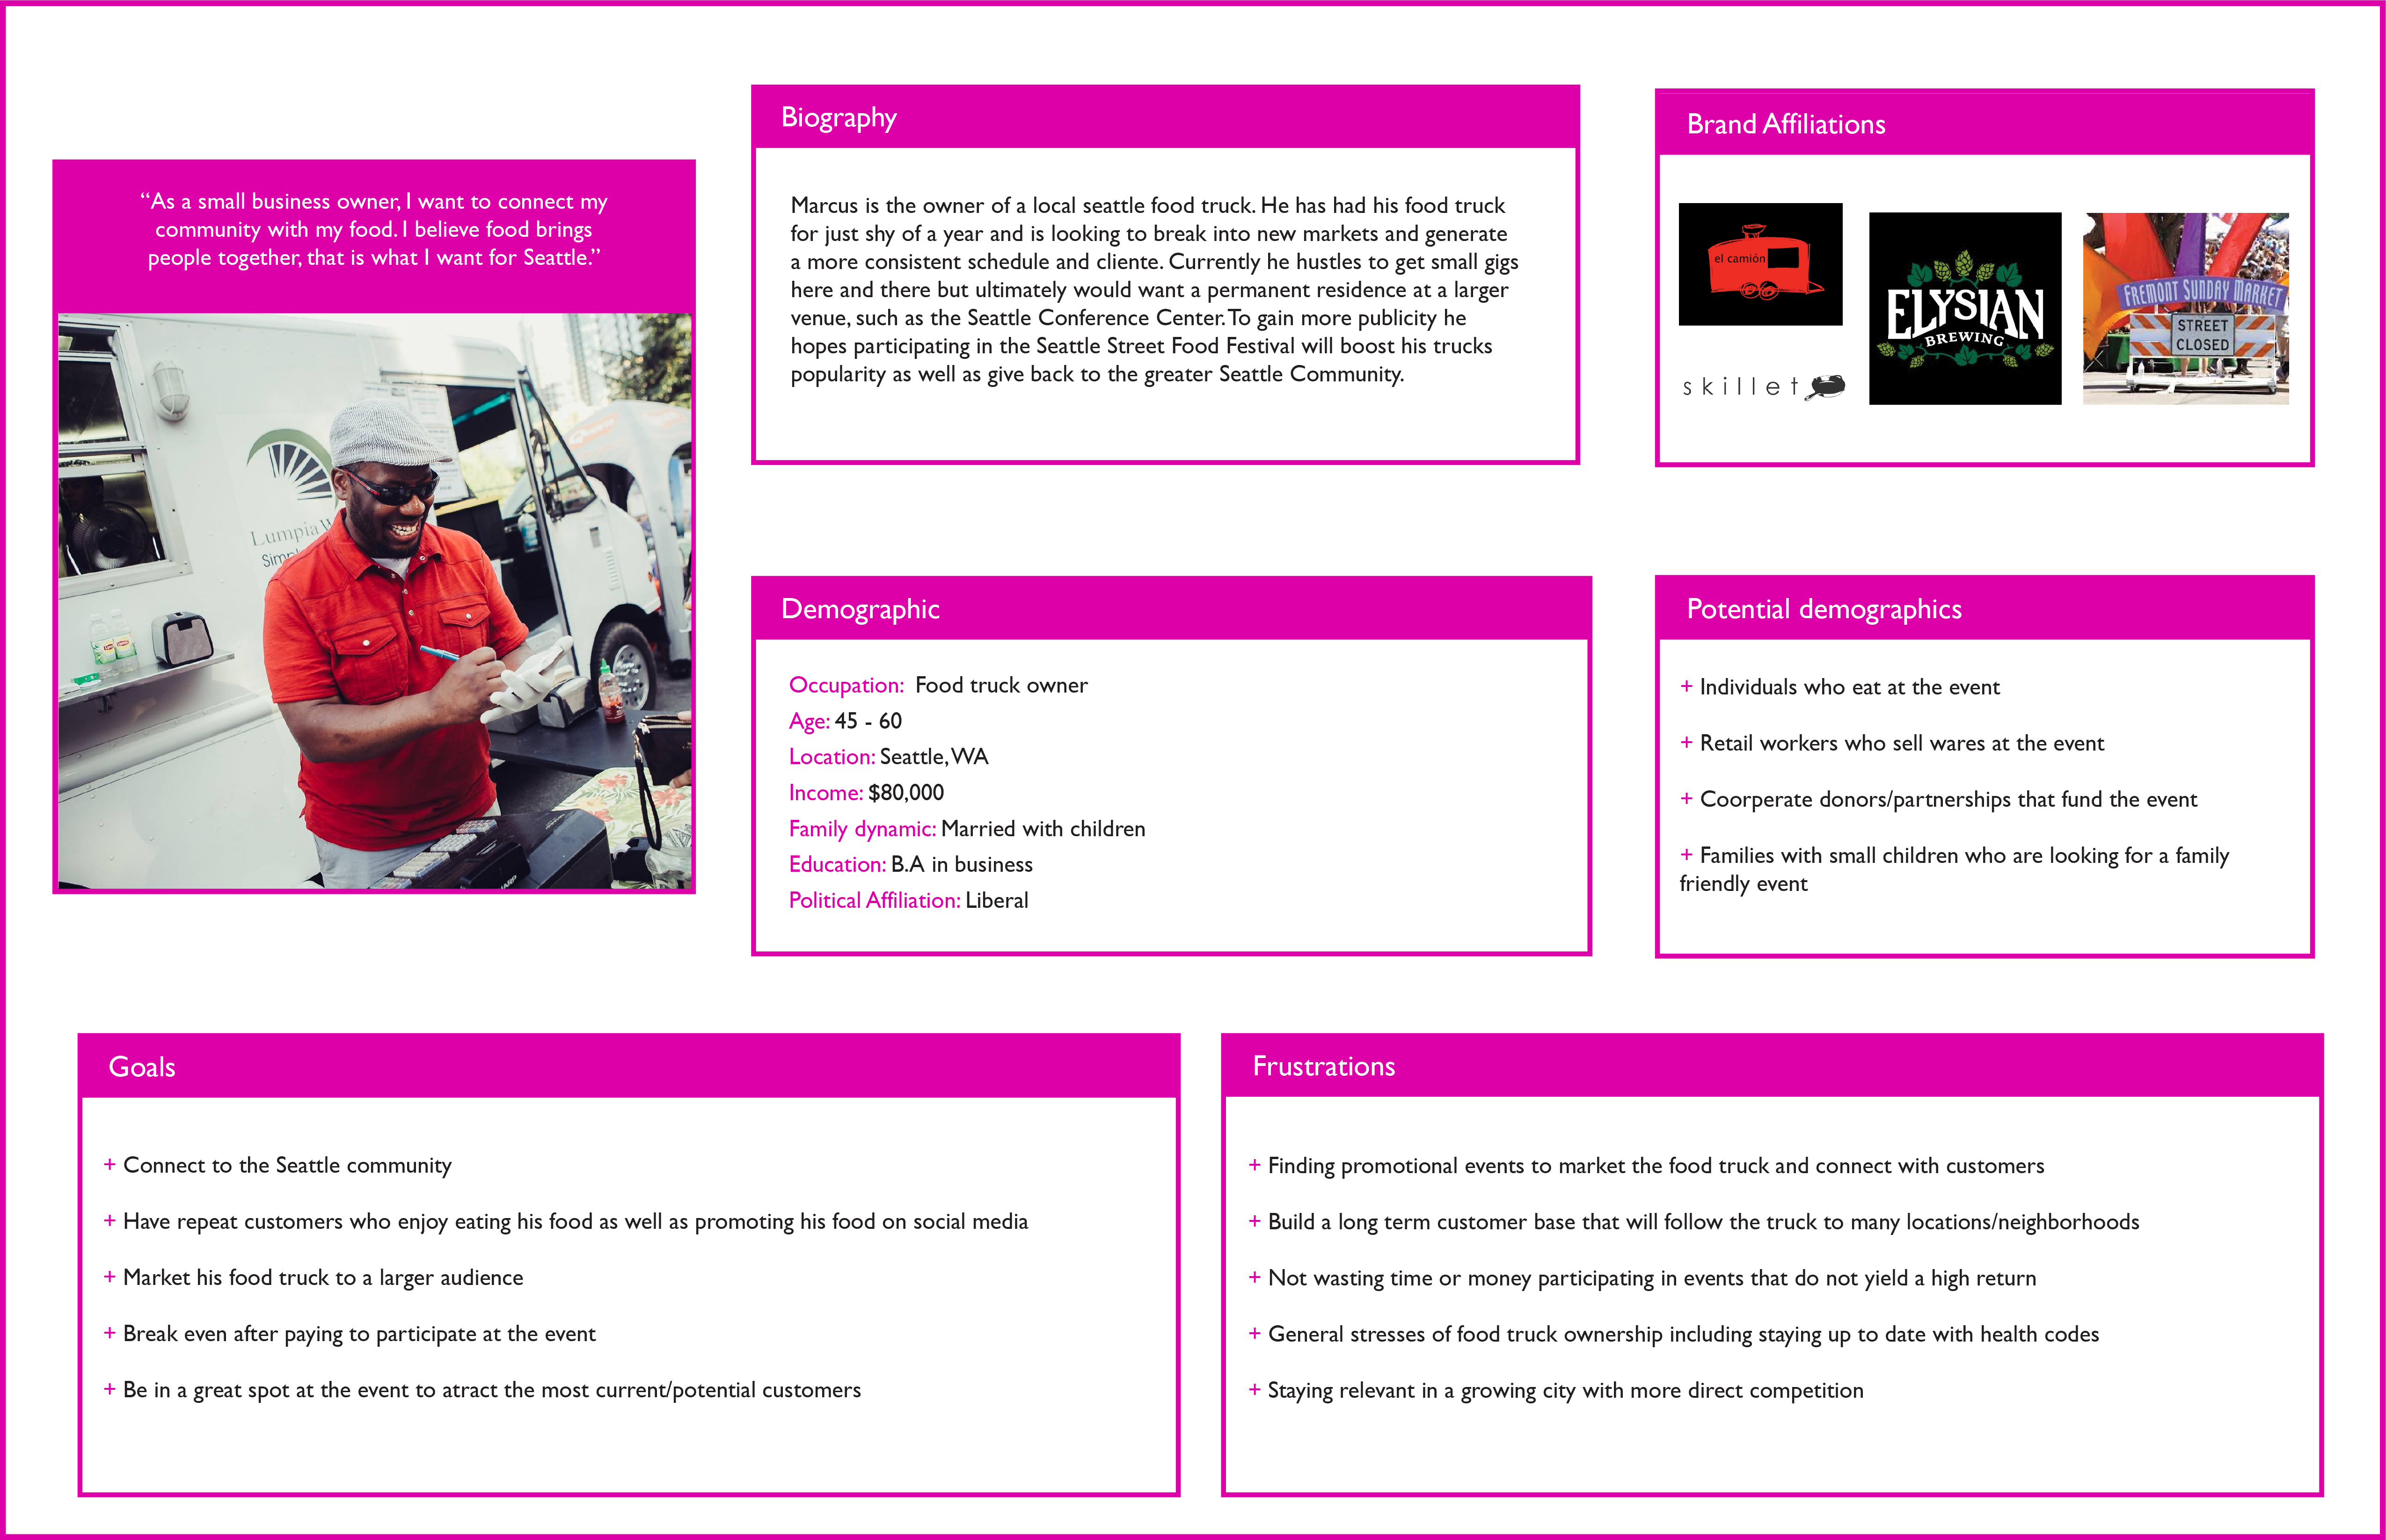 “As a small business owner, I want to connect my
community with my food. I believe food brings
people together, that is what I want for Seattle.”
Lumpia
SHARP
Biography
Marcus is the owner of a local seattle food truck. He has had his food truck
for just shy of a year and is looking to break into new markets and generate
a more consistent schedule and cliente. Currently he hustles to get small gigs
here and there but ultimately would want a permanent residence at a larger
venue, such as the Seattle Conference Center. To gain more publicity he
hopes participating in the Seattle Street Food Festival will boost his trucks
popularity as well as give back to the greater Seattle Community.
Brand Affiliations
el camión
skillet
ELYSIAN
BREWING
FREMONT SUNDAY MARKET
STREET
CLOSED
Demographic
Occupation: Food truck owner
Age: 45 - 60
Location: Seattle, WA
Income: $80,000
Family dynamic: Married with children
Education: B.A in business
Political Affiliation: Liberal
Potential demographics
+ Individuals who eat at the event
+ Retail workers who sell wares at the event
+ Coorperate donors/partnerships that fund the event
+ Families with small children who are looking for a family
friendly event
Goals
+ Connect to the Seattle community
+ Have repeat customers who enjoy eating his food as well as promoting his food on social media
+ Market his food truck to a larger audience
+ Break even after paying to participate at the event
+ Be in a great spot at the event to atract the most current/potential customers
Frustrations
+ Finding promotional events to market the food truck and connect with customers
+ Build a long term customer base that will follow the truck to many locations/neighborhoods
+ Not wasting time or money participating in events that do not yield a high return
+ General stresses of food truck ownership including staying up to date with health codes
+ Staying relevant in a growing city with more direct competition